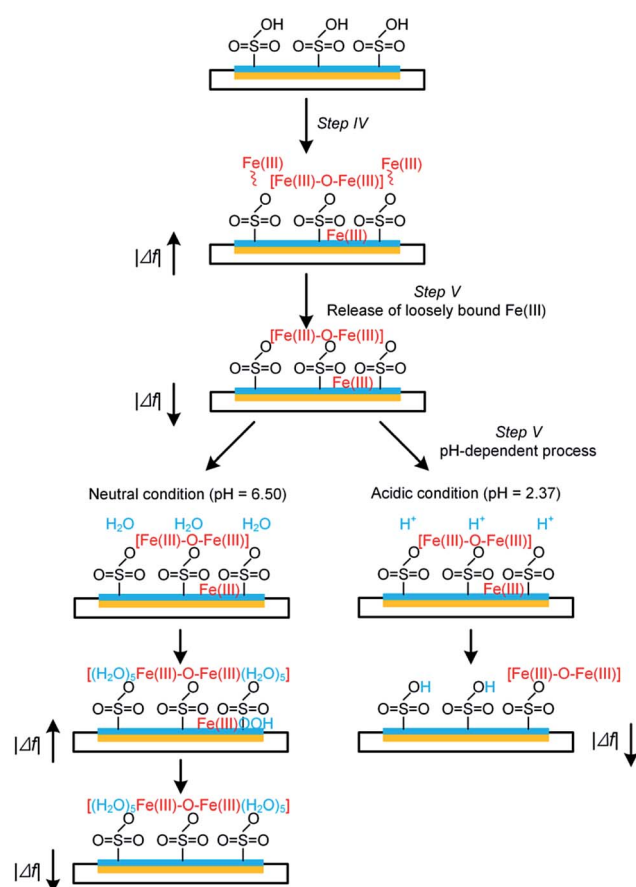 OH OH OH
O=S=O O=S=O O=S=O
Step IV
Fe(III) Fe(III)
[Fe(III)-O-Fe(III)]
O O O
O=S=O O=S=O O=S=O
Fe(III)
|Δf|
Step V
Release of loosely bound Fe(III)
[Fe(III)-O-Fe(III)]
O O O
O=S=O O=S=O O=S=O
Fe(III)
|Δf|
Step V
pH-dependent process
Neutral condition (pH = 6.50)
H₂O H₂O H₂O
[Fe(III)-O-Fe(III)]
O O O
O=S=O O=S=O O=S=O
Fe(III)
[(H₂O)₅Fe(III)-O-Fe(III)(H₂O)₅]
O O O
O=S=O O=S=O O=S=O
Fe(III)OOH
|Δf|
[(H₂O)₅Fe(III)-O-Fe(III)(H₂O)₅]
O O O
O=S=O O=S=O O=S=O
|Δf|
Acidic condition (pH = 2.37)
H⁺ H⁺ H⁺
[Fe(III)-O-Fe(III)]
O O O
O=S=O O=S=O O=S=O
Fe(III)
[Fe(III)-O-Fe(III)]
OH OH O
O=S=O O=S=O O=S=O
|Δf|